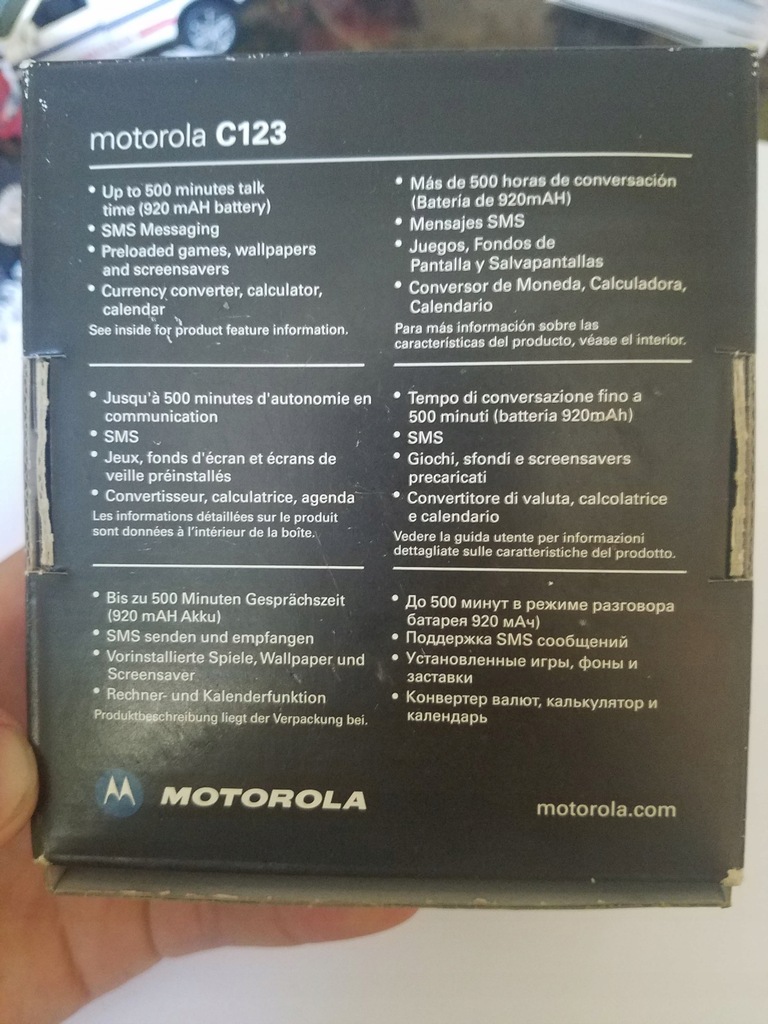 motorola C123
• Up to 500 minutes talk
time (920 mAH battery)
• SMS Messaging
• Preloaded games, wallpapers
and screensavers
• Currency converter, calculator,
calendar
See inside for product feature information.
• Más de 500 horas de conversación
(Batería de 920mAH)
• Mensajes SMS
• Juegos, Fondos de
Pantalla y Salvapantallas
• Conversor de Moneda, Calculadora,
Calendario
Para más información sobre las
características del producto, véase el interior.
• Jusqu'à 500 minutes d'autonomie en
communication
• SMS
• Jeux, fonds d'écran et écrans de
veille préinstallés
• Convertisseur, calculatrice, agenda
Les informations détaillées sur le produit
sont données à l'intérieur de la boîte.
• Tempo di conversazione fino a
500 minuti (batteria 920mAh)
• SMS
• Giochi, sfondi e screensavers
precaricati
• Convertitore di valuta, calcolatrice
e calendario
Vedere la guida utente per informazioni
dettagliate sulle caratteristiche del prodotto.
• Bis zu 500 Minuten Gesprächszeit
(920 mAH Akku)
• SMS senden und empfangen
• Vorinstallierte Spiele, Wallpaper und
Screensaver
• Rechner- und Kalenderfunktion
Produktbeschreibung liegt der Verpackung bei.
• До 500 минут в режиме разговора
батарея 920 мАч)
• Поддержка SMS сообщений
• Установленные игры, фоны и
заставки
• Конвертер валют, калькулятор и
календарь
MOTOROLA
motorola.com